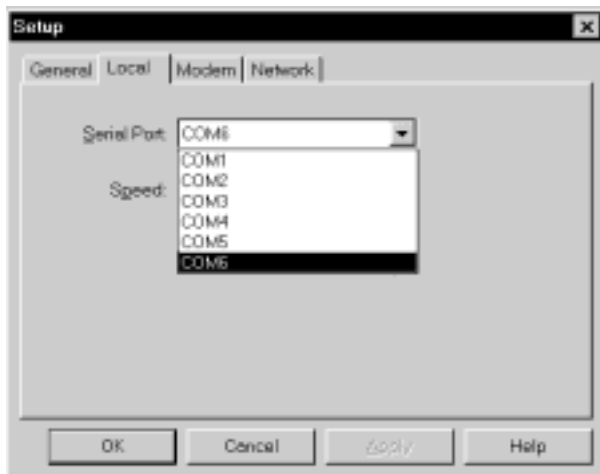 Setup
General Local Modem Network
Serial Port: COM6
COM1
COM2
Speed:
COM3
COM4
COM5
COM6
OK Cancel Apply Help